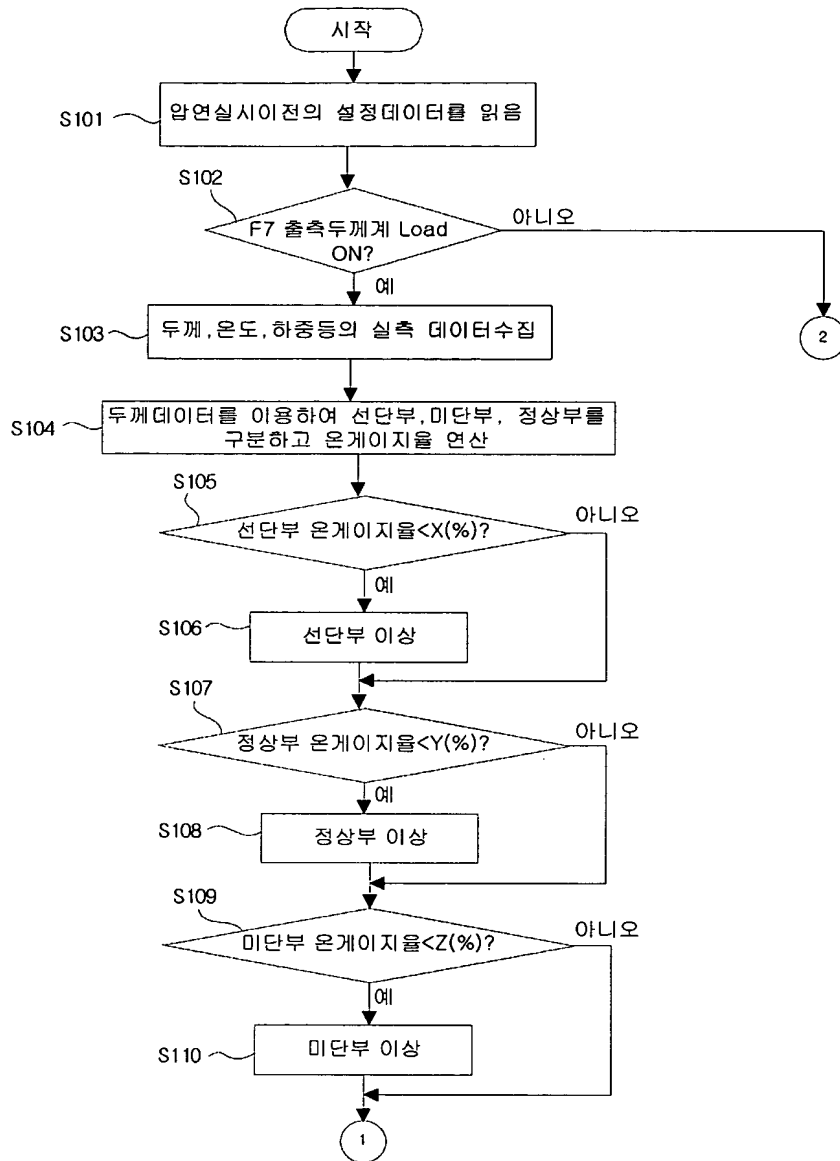 시작
S101
압연실시이전의 설정데이터를 읽음
S102
F7 출측두께계 Load
ON?
아니오
예
2
S103
두께,온도,하중등의 실측 데이터수집
S104
두께데이터를 이용하여 선단부,미단부, 정상부를
구분하고 온게이지율 연산
S105
선단부 온게이지율<X(%)?
아니오
예
S106
선단부 이상
S107
정상부 온게이지율<Y(%)?
아니오
예
S108
정상부 이상
S109
미단부 온게이지율<Z(%)?
아니오
예
S110
미단부 이상
1